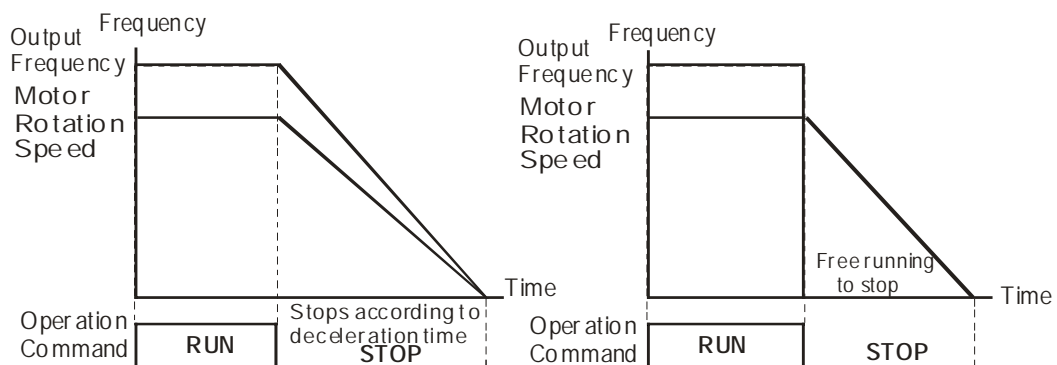 Frequency
Output
Frequency
Motor
Rotation
Speed
Time
Stops according to
deceleration time
Operation
Command
RUN
STOP
Frequency
Output
Frequency
Motor
Rotation
Speed
Free running
to stop
Time
Operation
Command
RUN
STOP